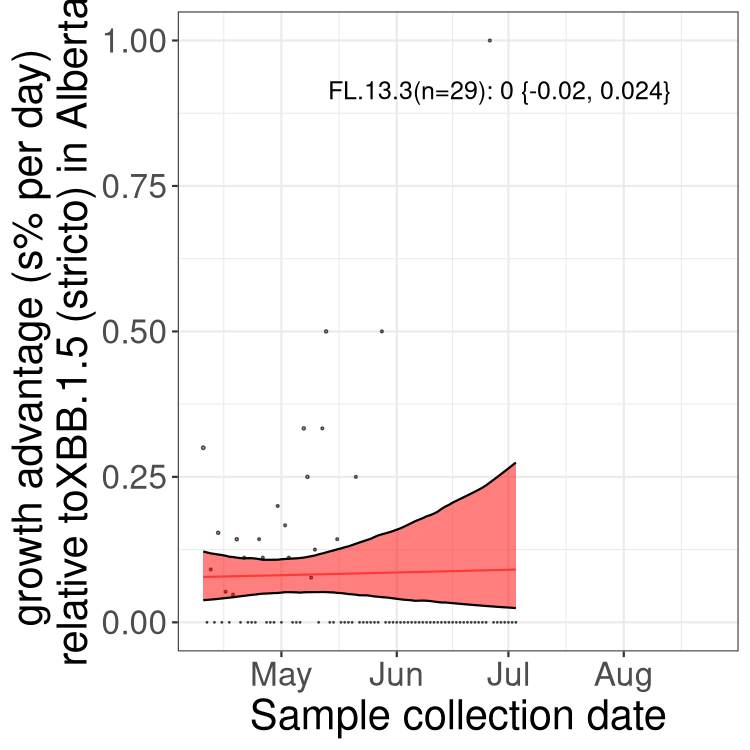 growth advantage (s% per day)
relative toXBB.1.5 (stricto) in Alberta
1.00
0.75
0.50
0.25
0.00
FL.13.3(n=29): 0 {-0.02, 0.024}
May Jun Jul Aug
Sample collection date